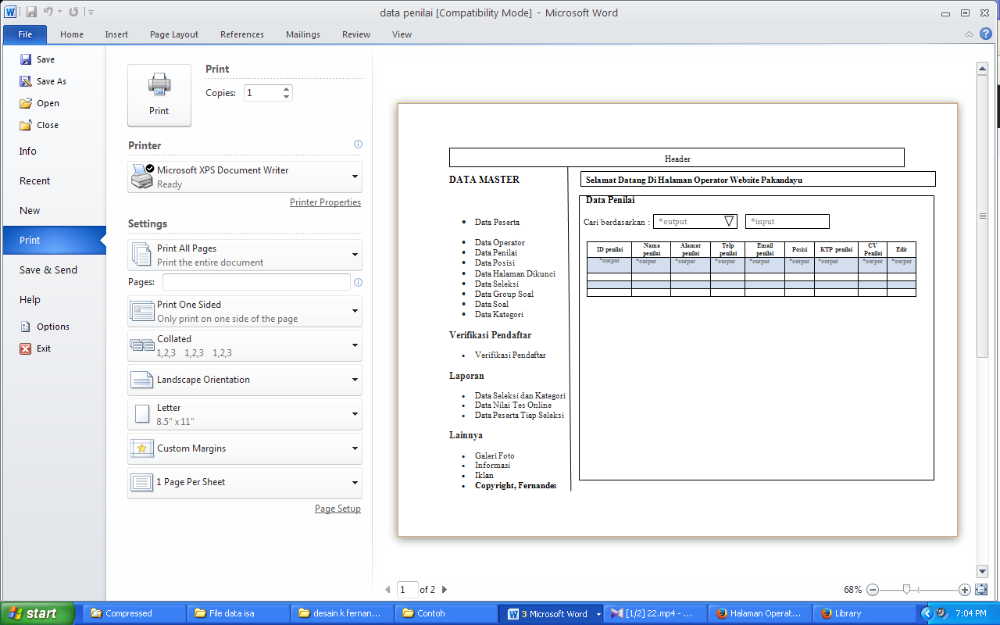 data penilai [Compatibility Mode] - Microsoft Word
File Home Insert Page Layout References Mailings Review View
Save
Save As
Open
Close
Info
Recent
New
Print
Save & Send
Help
Options
Exit
Print
Print
Copies: 1
Printer
Microsoft XPS Document Writer
Ready
Printer Properties
Settings
Print All Pages
Print the entire document
Pages:
Print One Sided
Only print on one side of the page
Collated
1,2,3 1,2,3 1,2,3
Landscape Orientation
Letter
8.5" x 11"
Custom Margins
1 Page Per Sheet
Page Setup
Header
DATA MASTER
Data Peserta
Data Operator
Data Penilai
Data Posisi
Data Halaman Dikunci
Data Seleksi
Data Group Soal
Data Soal
Data Kategori
Verifikasi Pendaftar
Verifikasi Pendaftar
Laporan
Data Seleksi dan Kategori
Data Nilai Tes Online
Data Peserta Tiap Seleksi
Lainnya
Galeri Foto
Informasi
Iklan
Copyright, Fernandes
Selamat Datang Di Halaman Operator Website Pakandayu
Data Penilai
Cari berdasarkan : *output *input
ID penilai Nama penilai Alamat penilai Telp penilai Email penilai Posisi KTP penilai CV Penilai Edit
*output *output *output *output *output *output *output *output *output
1 of 2
68%
start Compressed File data isa desain k fernan... Contoh 3 Microsoft Word [1/2] 22.mp4 - ... Halaman Operat... Library 7:04 PM